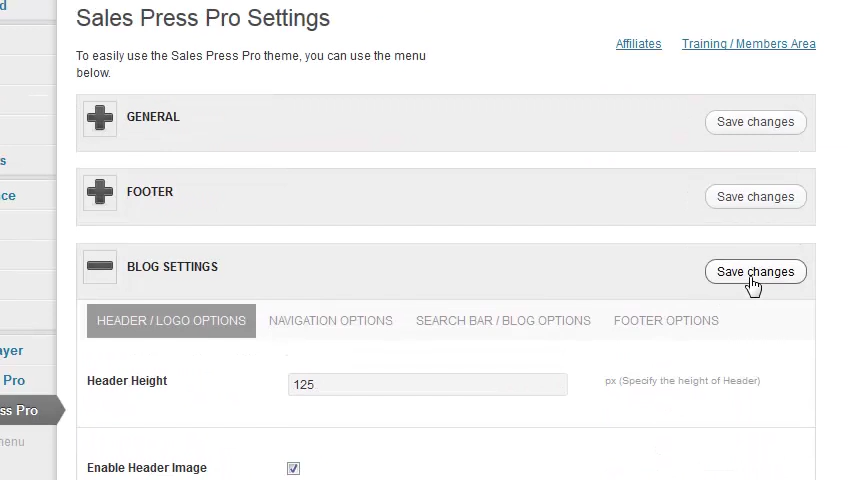 d
Sales Press Pro Settings
Affiliates
Training / Members Area
To easily use the Sales Press Pro theme, you can use the menu
below.
GENERAL
Save changes
s
FOOTER
Save changes
ce
BLOG SETTINGS
Save changes
HEADER / LOGO OPTIONS
NAVIGATION OPTIONS
SEARCH BAR / BLOG OPTIONS
FOOTER OPTIONS
ayer
Pro
Header Height
125
px (Specify the height of Header)
ss Pro
menu
Enable Header Image